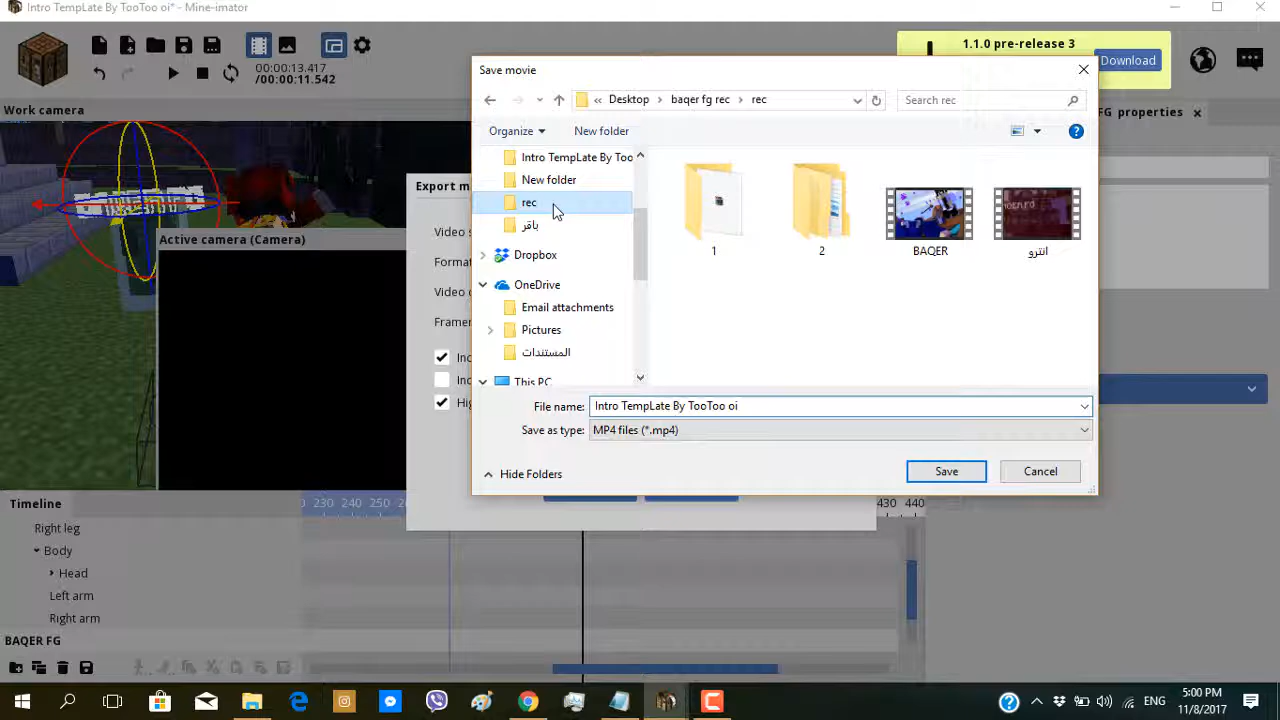 Intro TempLate By TooToo oi* - Mine-imator
00:00:13.417
/00:00:11.542
1.1.0 pre-release 3
Download
Work camera
FG properties
Active camera (Camera)
Save movie
« Desktop > baqer fg rec > rec
Search rec
Organize
New folder
Intro TempLate By Too
New folder
rec
باقر
Dropbox
OneDrive
Email attachments
Pictures
المستندات
This PC
1
2
BAQER
انترو
File name: Intro TempLate By TooToo oi
Save as type: MP4 files (*.mp4)
Hide Folders
Save
Cancel
Export m
Video s
Format
Video
Frame
Inc
Inc
Hig
Timeline
230 240 250 260
430 440
Right leg
Body
Head
Left arm
Right arm
BAQER FG
ENG
5:00 PM
11/8/2017